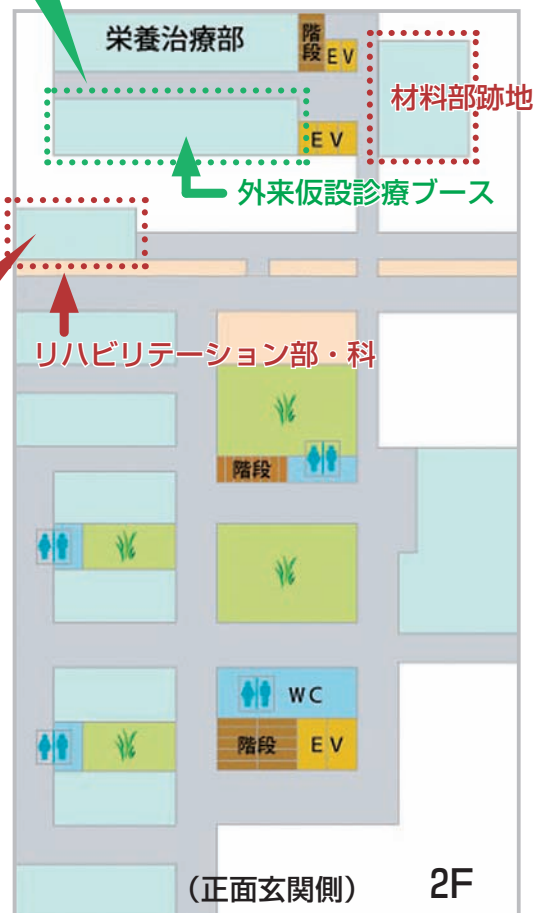 栄養治療部
階段
EV
材料部跡地
EV
外来仮設診療ブース
リハビリテーション部・科
階段
WC
階段
EV
(正面玄関側)
2F